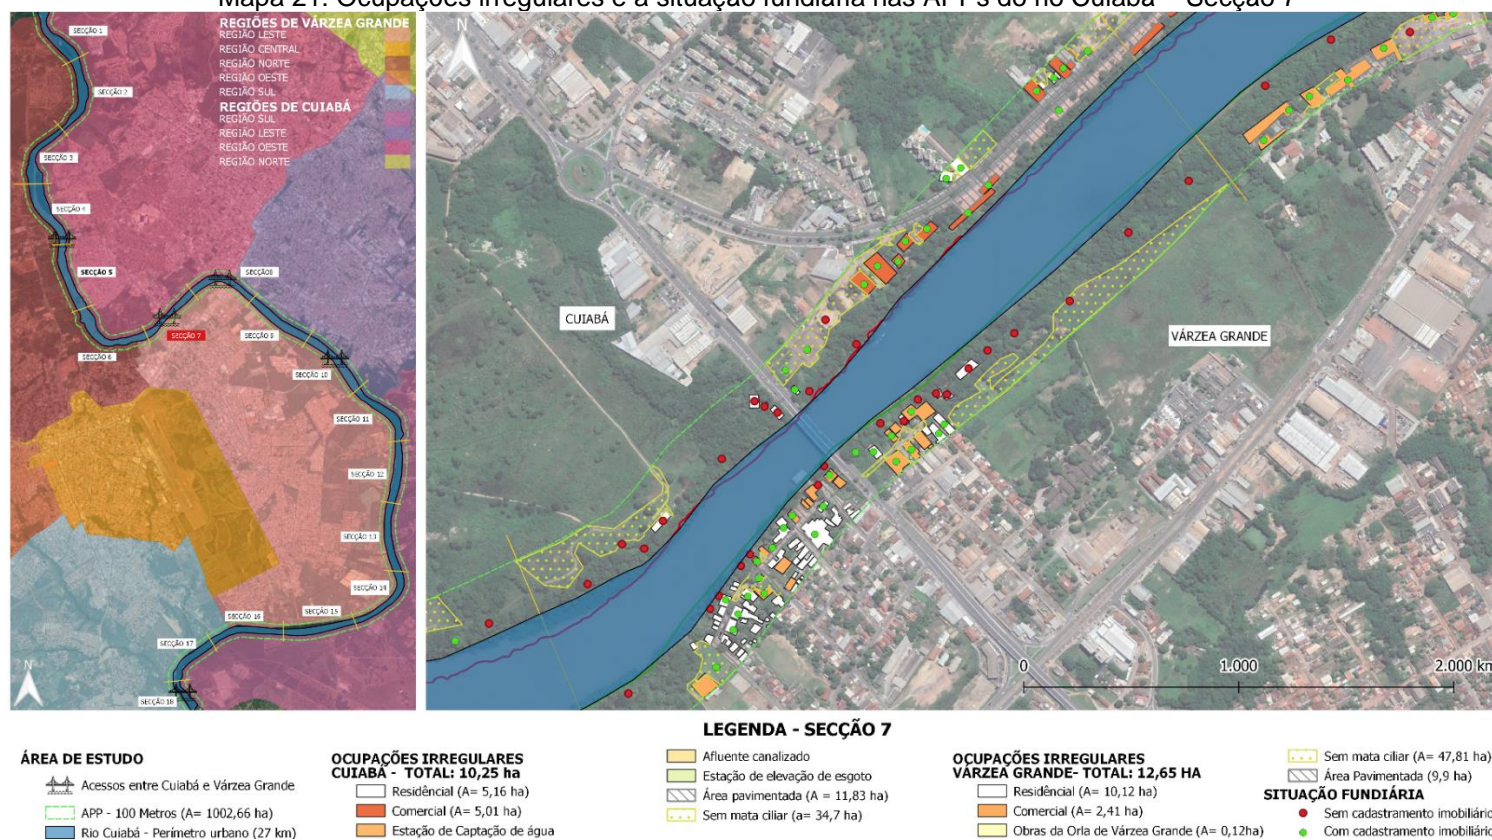 Mapa 21: Ocupações irregulares e a situação fundiária nas APPs do rio Cuiabá – Secção 7
REGIÕES DE VÁRZEA GRANDE
REGIÃO LESTE
REGIÃO CENTRAL
REGIÃO NORTE
REGIÃO OESTE
REGIÃO SUL
REGIÕES DE CUIABÁ
REGIÃO SUL
REGIÃO LESTE
REGIÃO OESTE
REGIÃO NORTE
SECÇÃO 1
SECÇÃO 2
SECÇÃO 3
SECÇÃO 4
SECÇÃO 5
SECÇÃO 6
SECÇÃO 7
SECÇÃO8
SECÇÃO 9
SECÇÃO 10
SECÇÃO 11
SECÇÃO 12
SECÇÃO 13
SECÇÃO 14
SECÇÃO 15
SECÇÃO 16
SECÇÃO 17
SECÇÃO 18
N
N
CUIABÁ
VÁRZEA GRANDE
0 1.000 2.000 km
LEGENDA - SECÇÃO 7
ÁREA DE ESTUDO
Acessos entre Cuiabá e Várzea Grande
APP - 100 Metros (A= 1002,66 ha)
Rio Cuiabá - Perímetro urbano (27 km)
OCUPAÇÕES IRREGULARES
CUIABÁ - TOTAL: 10,25 ha
Residêncial (A= 5,16 ha)
Comercial (A= 5,01 ha)
Estação de Captação de água
Afluente canalizado
Estação de elevação de esgoto
Área pavimentada (A = 11,83 ha)
Sem mata ciliar (a= 34,7 ha)
OCUPAÇÕES IRREGULARES
VÁRZEA GRANDE- TOTAL: 12,65 HA
Residêncial (A= 10,12 ha)
Comercial (A= 2,41 ha)
Obras da Orla de Várzea Grande (A= 0,12ha)
Sem mata ciliar (A= 47,81 ha)
Área Pavimentada (9,9 ha)
SITUAÇÃO FUNDIÁRIA
Sem cadastramento imobiliário
Com cadastramento imobiliário